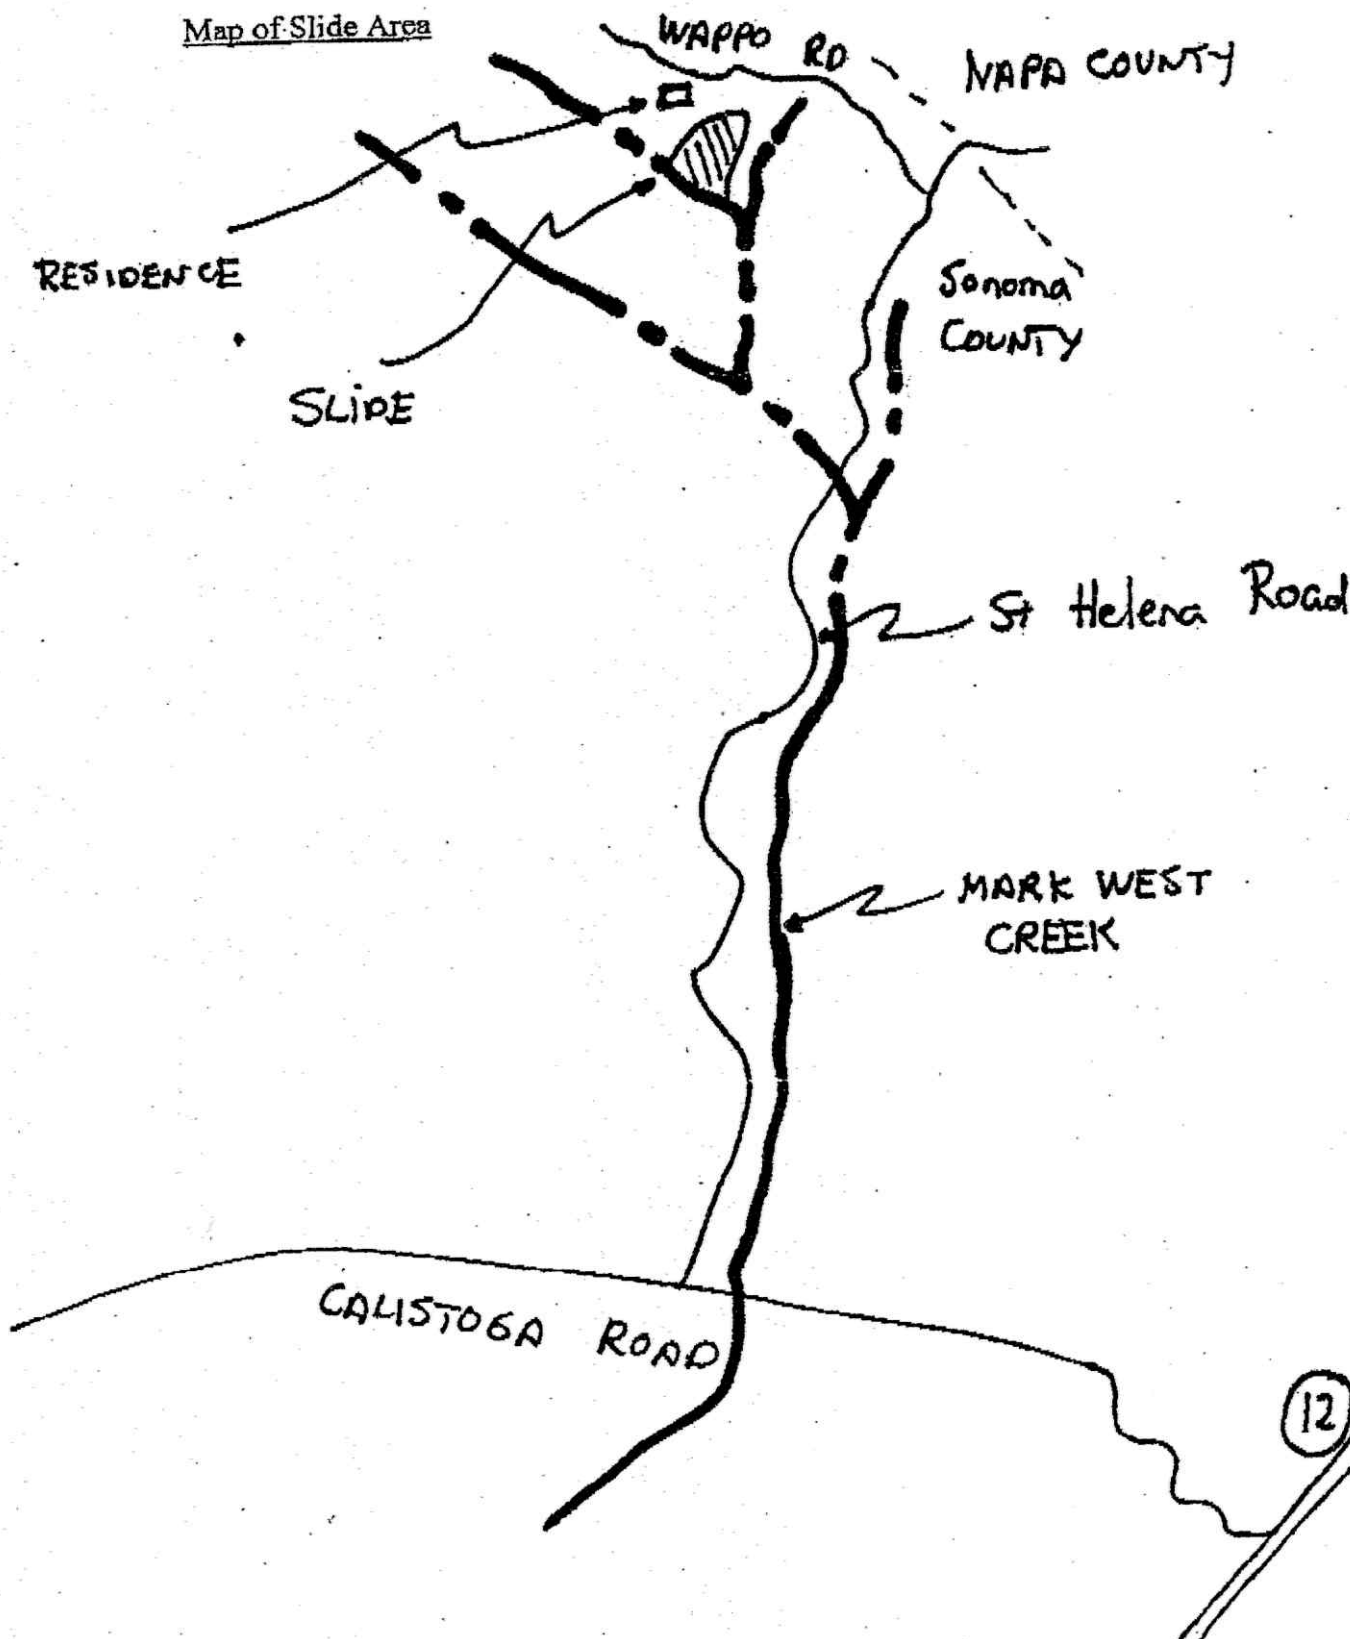 Map of Slide Area
WAPPO RD
NAPA COUNTY
RESIDENCE
Sonoma
COUNTY
SLIDE
St Helena Road
MARK WEST
CREEK
CALISTOGA ROAD
12